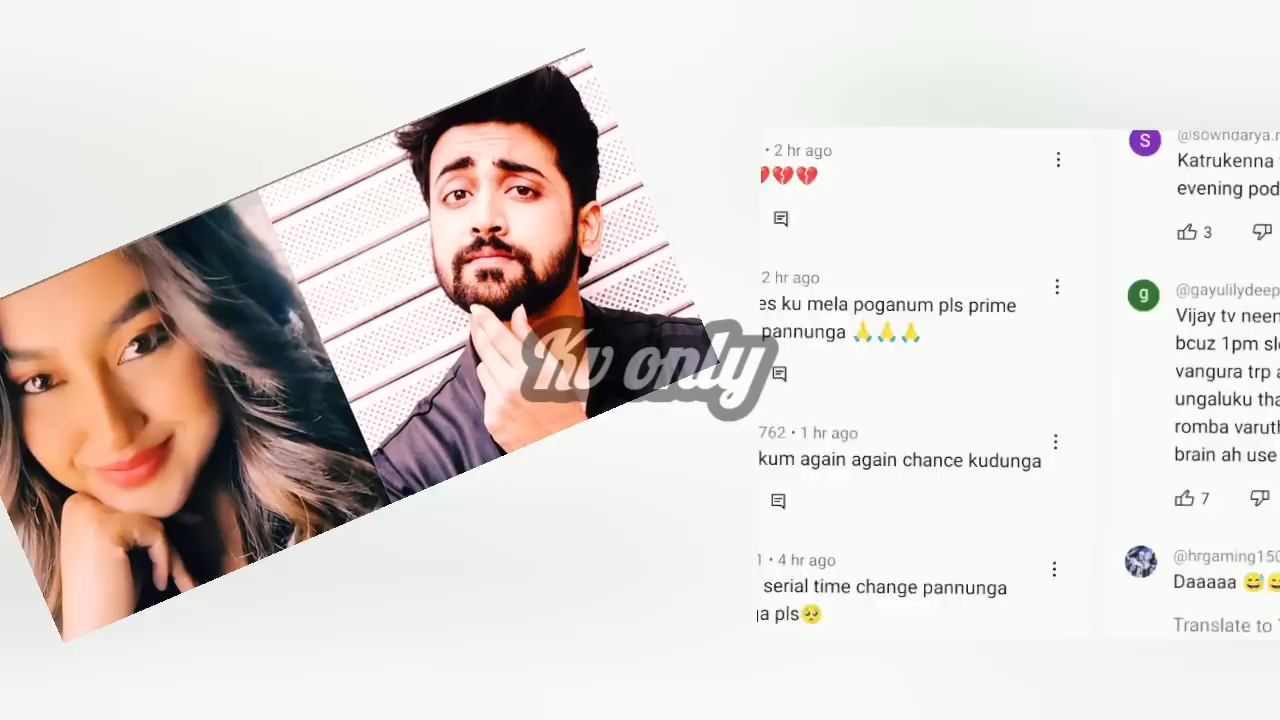 • 2 hr ago
💔💔💔
2 hr ago
es ku mela poganum pls prime
pannunga 🙏🙏🙏
762 • 1 hr ago
kum again again chance kudunga
1 • 4 hr ago
serial time change pannunga
ga pls🥺
@sowndarya.r
Katrukenna
evening pod
3
@gayulilydeep
Vijay tv neen
bcuz 1pm slo
vangura trp a
ungaluku tha
romba varuth
brain ah use
7
@hrgaming150
Daaaaa 😅😅
Translate to T
Kv only